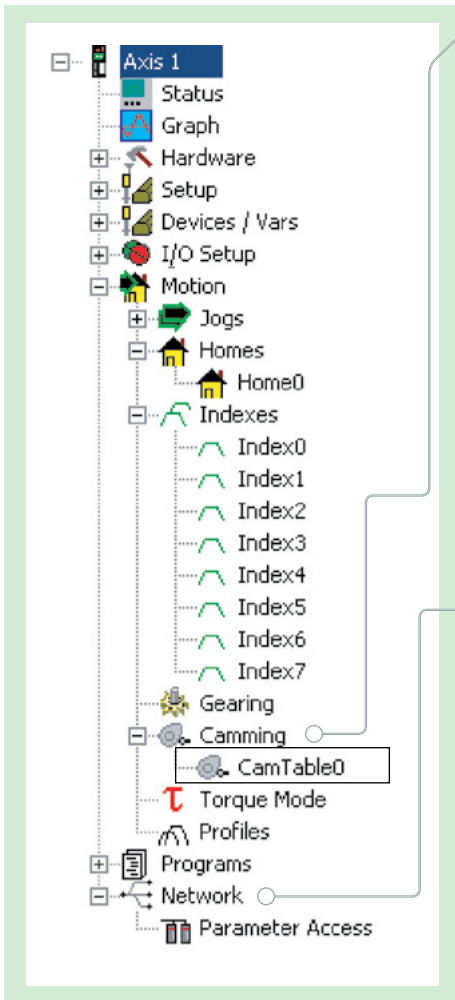 Axis 1
Status
Graph
Hardware
Setup
Devices / Vars
I/O Setup
Motion
Jogs
Homes
Home0
Indexes
Index0
Index1
Index2
Index3
Index4
Index5
Index6
Index7
Gearing
Camming
CamTable0
Torque Mode
Profiles
Programs
Network
Parameter Access